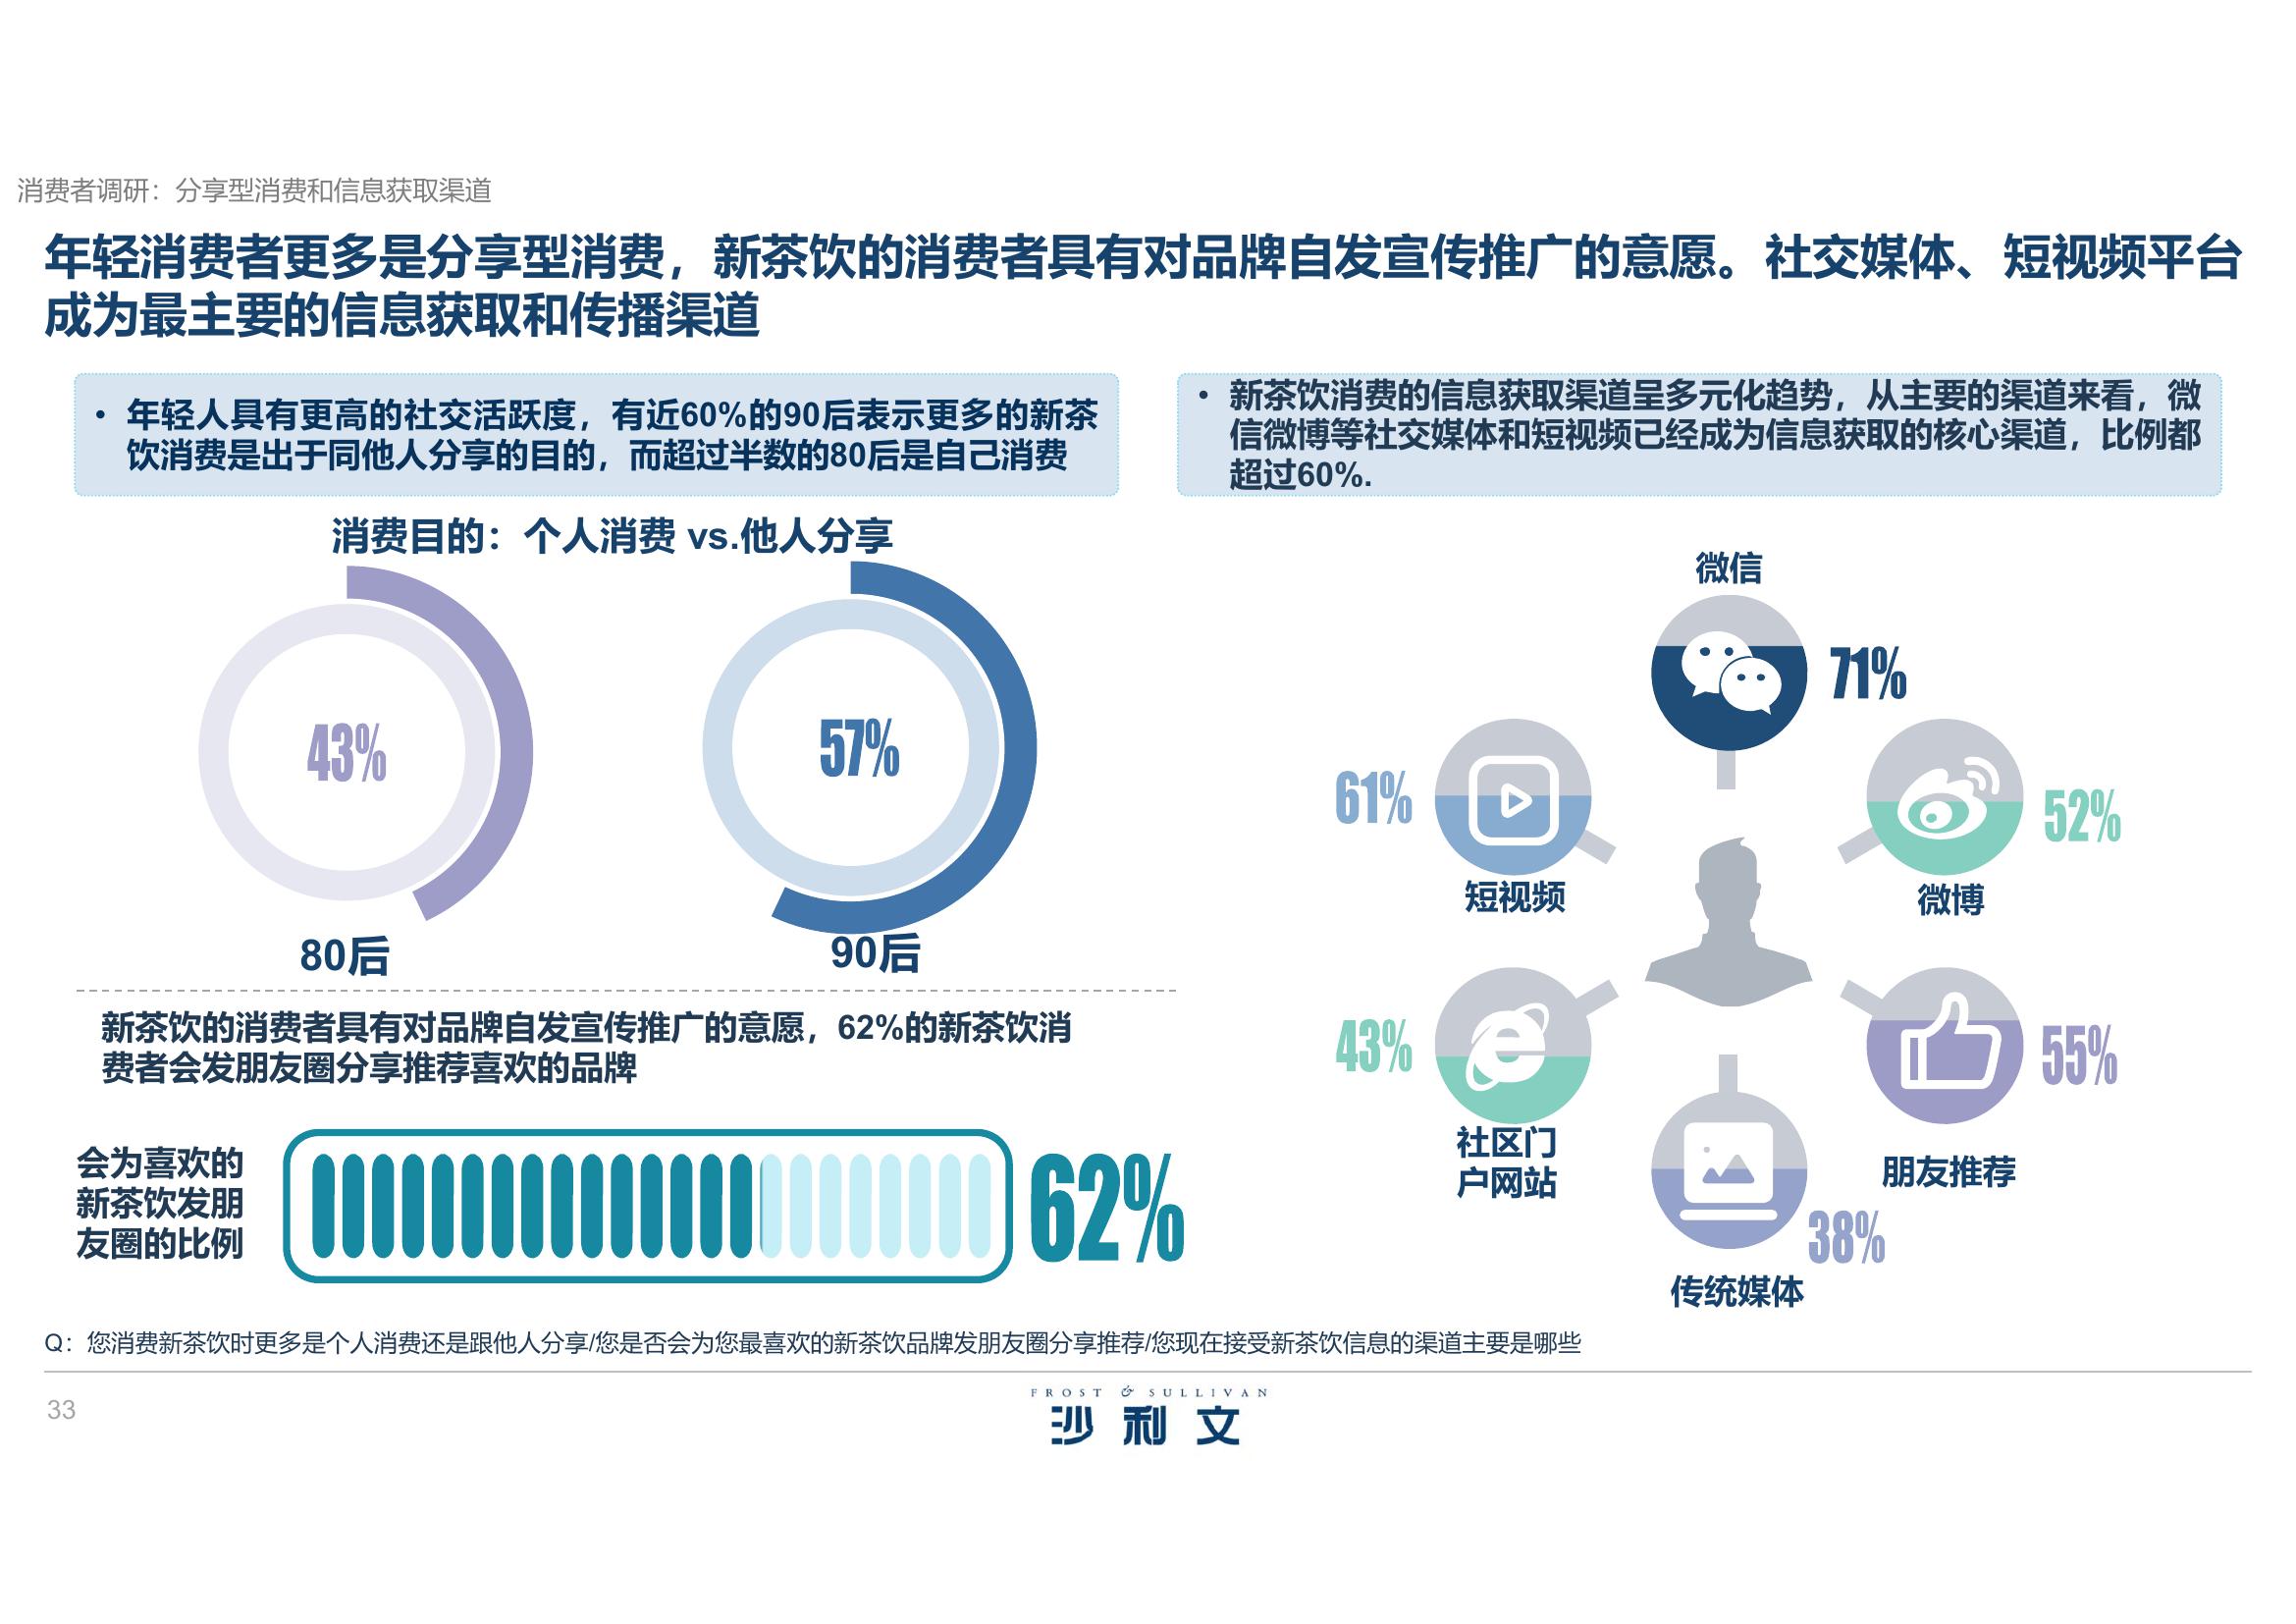 消费者调研：分享型消费和信息获取渠道
年轻消费者更多是分享型消费，新茶饮的消费者具有对品牌自发宣传推广的意愿。社交媒体、短视频平台
成为最主要的信息获取和传播渠道
• 年轻人具有更高的社交活跃度，有近60%的90后表示更多的新茶
饮消费是出于同他人分享的目的，而超过半数的80后是自己消费
• 新茶饮消费的信息获取渠道呈多元化趋势，从主要的渠道来看，微
信微博等社交媒体和短视频已经成为信息获取的核心渠道，比例都
超过60%.
消费目的：个人消费 vs.他人分享
43%
57%
80后
90后
新茶饮的消费者具有对品牌自发宣传推广的意愿，62%的新茶饮消
费者会发朋友圈分享推荐喜欢的品牌
会为喜欢的
新茶饮发朋
友圈的比例
62%
微信
71%
61%
短视频
52%
微博
43%
社区门
户网站
55%
朋友推荐
38%
传统媒体
Q：您消费新茶饮时更多是个人消费还是跟他人分享/您是否会为您最喜欢的新茶饮品牌发朋友圈分享推荐/您现在接受新茶饮信息的渠道主要是哪些
33
FROST & SULLIVAN
沙利文